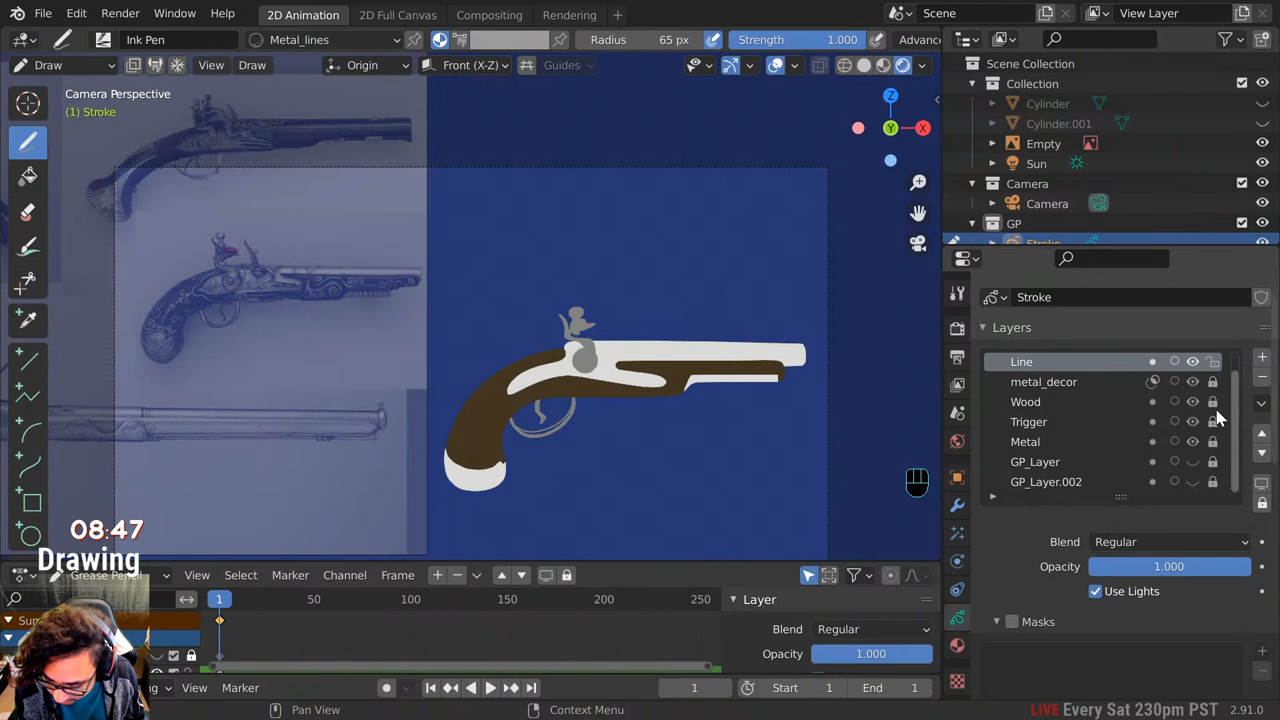 File Edit Render Window Help 2D Animation 2D Full Canvas Compositing Rendering + Scene View Layer
Ink Pen Metal_lines Radius 65 px Strength 1.000 Advanc
Draw View Draw Origin Front (X-Z) Guides
Camera Perspective
(1) Stroke
Z
Y
X
Scene Collection
Collection
Cylinder
Cylinder.001
Empty
Sun
Camera
Camera
GP
Stroke
Stroke
Layers
Line
metal_decor
Wood
Trigger
Metal
GP_Layer
GP_Layer.002
Blend Regular
Opacity 1.000
Use Lights
Masks
08:47
Drawing
Grease Pencil View Select Marker Channel Frame
1 50 100 150 200 250
Layer
Blend Regular
Opacity 1.000
Marker 1 Start 1 End 1
Pan View Context Menu
LIVE Every Sat 230pm PST 2.91.0